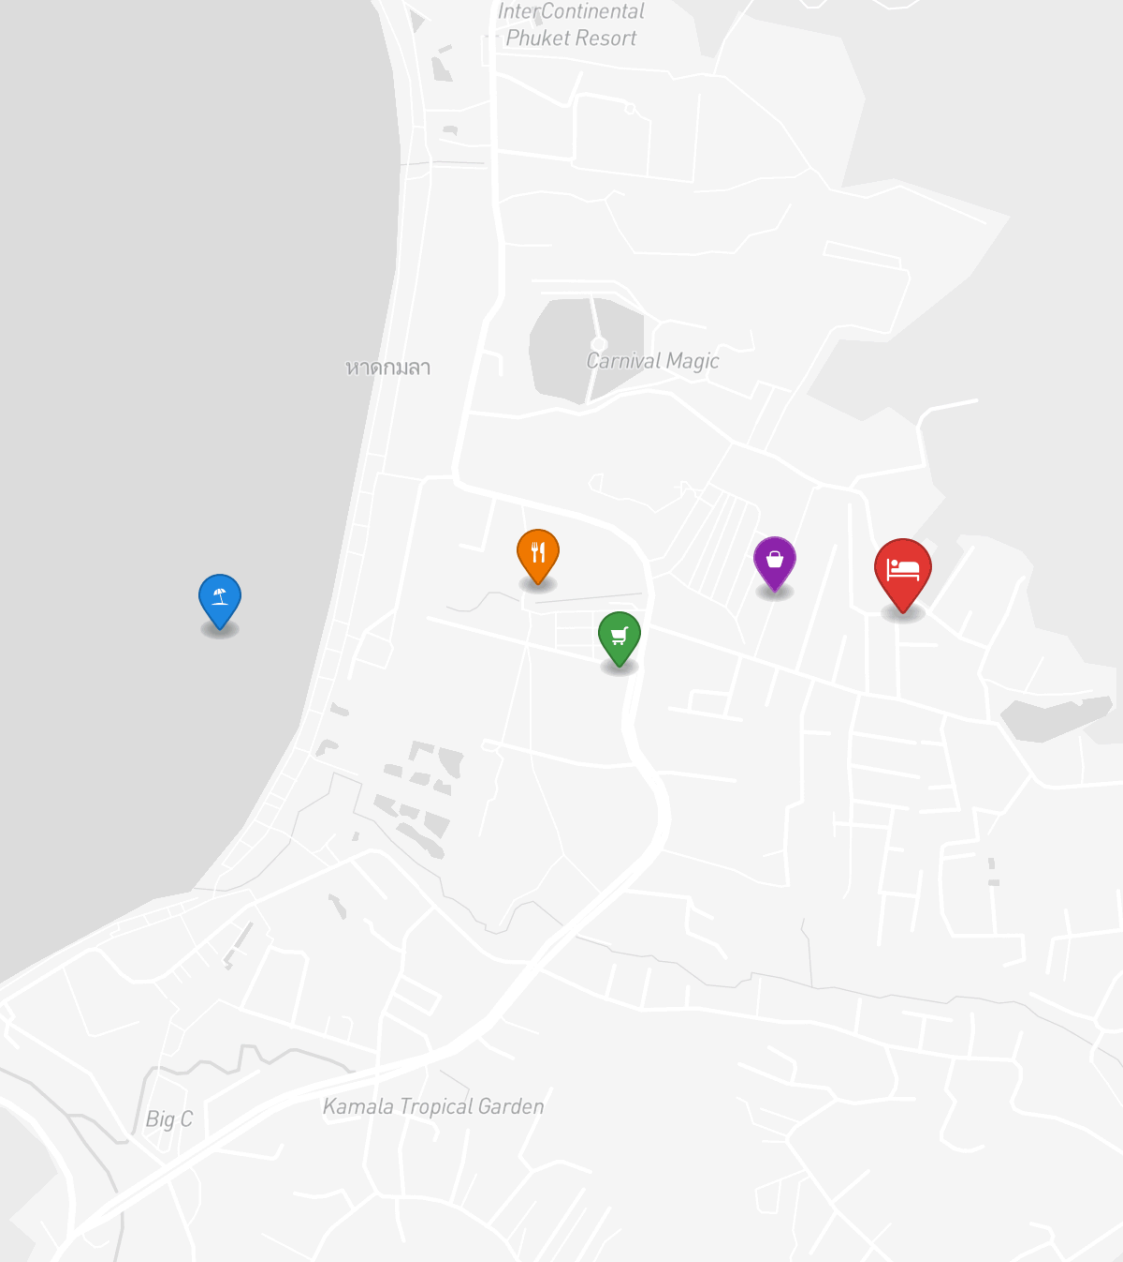 InterContinental
Phuket Resort
Carnival Magic
หาดกมลา
Kamala Tropical Garden
Big C